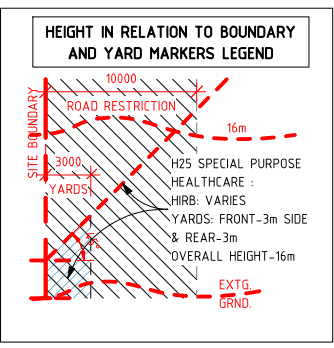 HEIGHT IN RELATION TO BOUNDARY
AND YARD MARKERS LEGEND
10000
ROAD RESTRICTION
SITE BOUNDARY
16m
3000
YARDS
H25 SPECIAL PURPOSE
HEALTHCARE :
HIRB: VARIES
YARDS: FRONT-3m SIDE
& REAR-3m
OVERALL HEIGHT-16m
EXTG.
GRND.